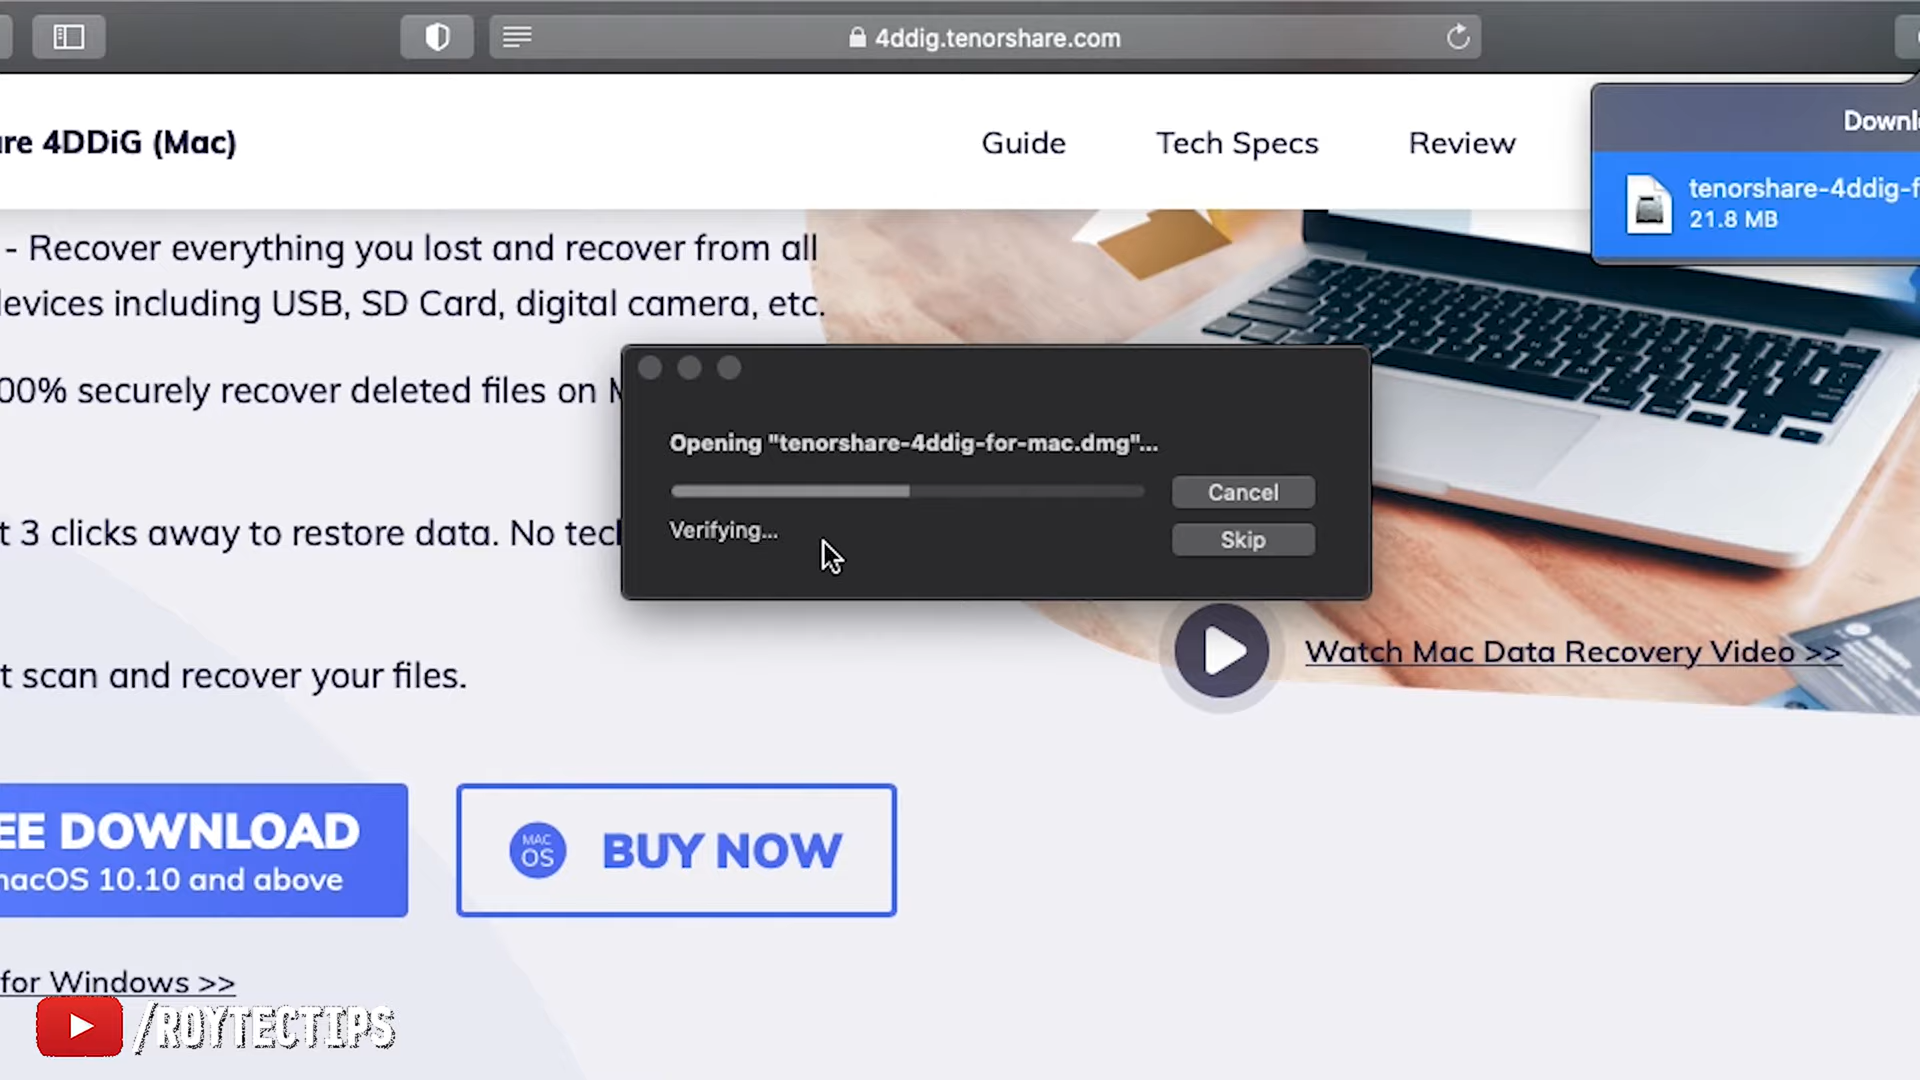 4ddig.tenorshare.com
Downl
re 4DDiG (Mac)
Guide
Tech Specs
Review
tenorshare-4ddig-f
21.8 MB
- Recover everything you lost and recover from all
evices including USB, SD Card, digital camera, etc.
00% securely recover deleted files on M
Opening "tenorshare-4ddig-for-mac.dmg"...
Cancel
Verifying...
Skip
t 3 clicks away to restore data. No tec
Watch Mac Data Recovery Video >>
t scan and recover your files.
EE DOWNLOAD
macOS 10.10 and above
MAC OS
BUY NOW
for Windows >>
/ROYTECTIPS